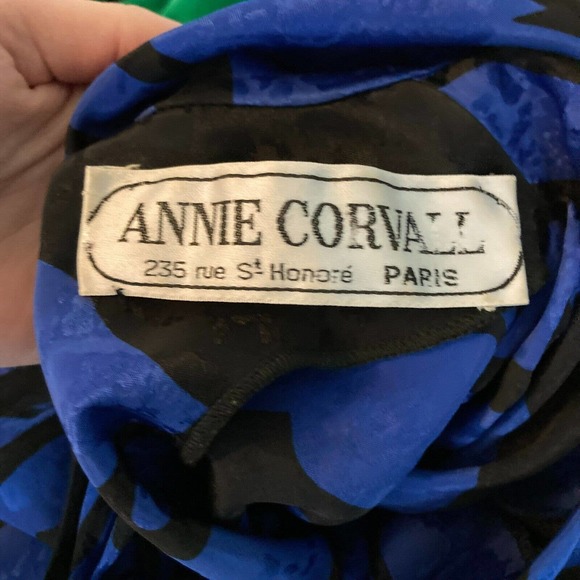 ANNIE CORVALL
235 rue St Honoré PARIS